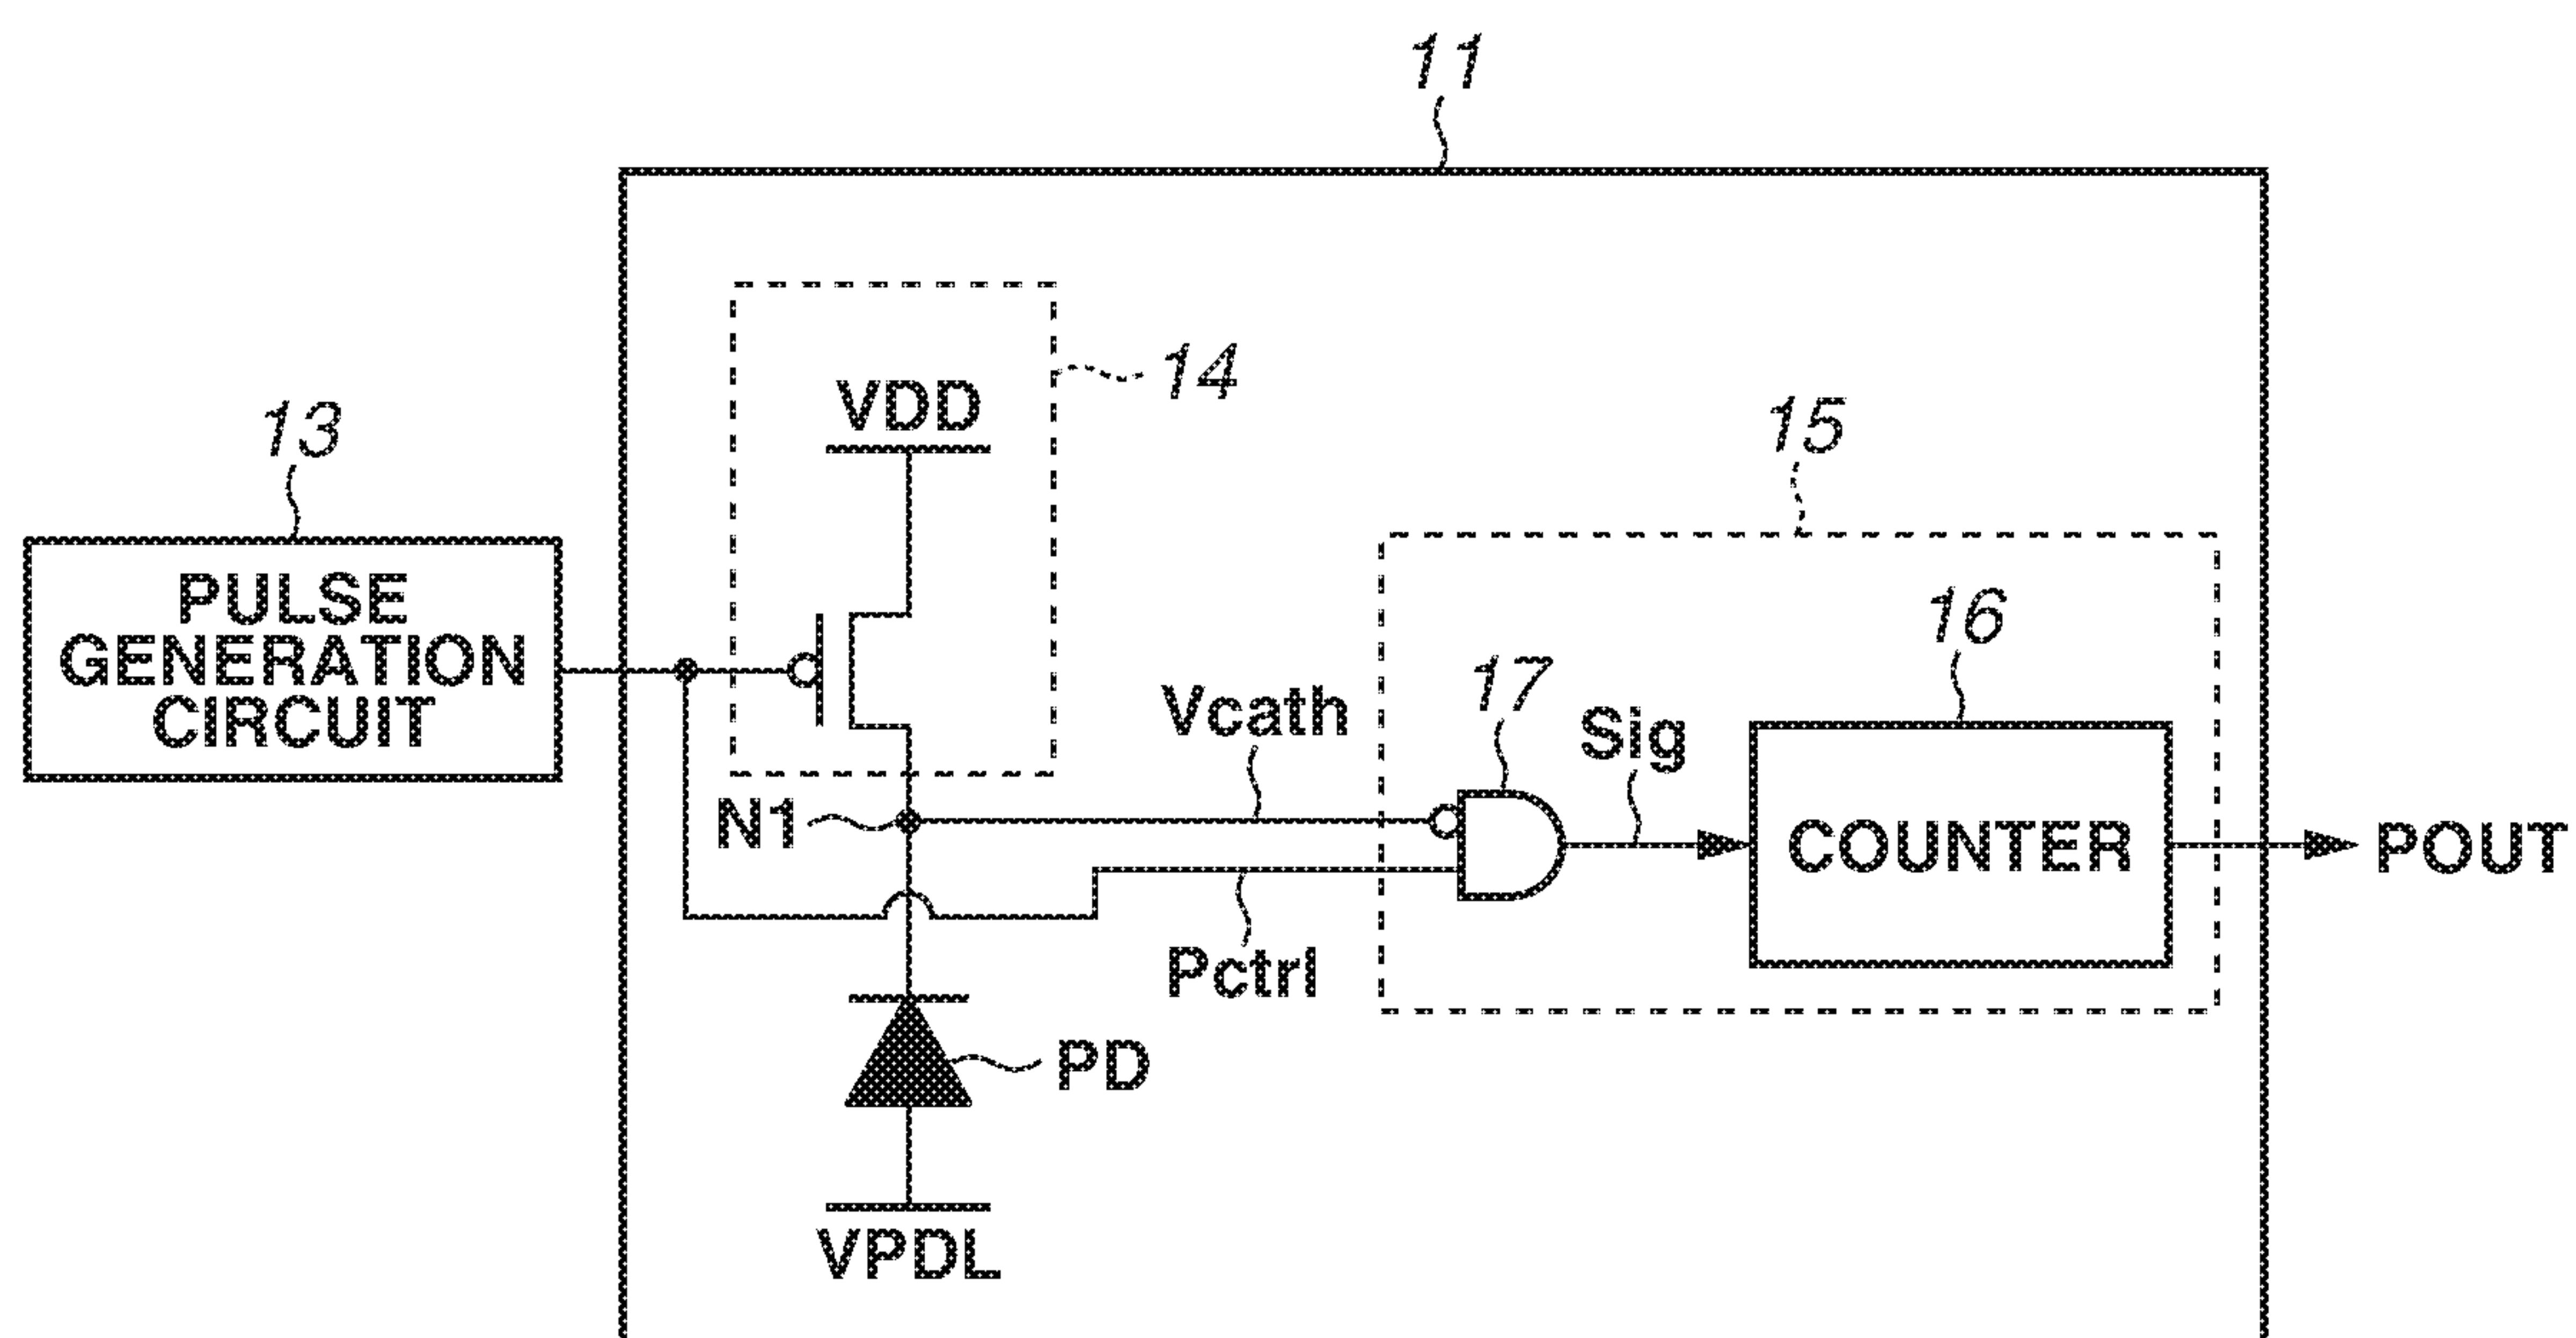 11
14
VDD
13
15
PULSE
GENERATION
CIRCUIT
16
17
Vcath
Sig
N1
COUNTER
POUT
Pctrl
PD
VPDL